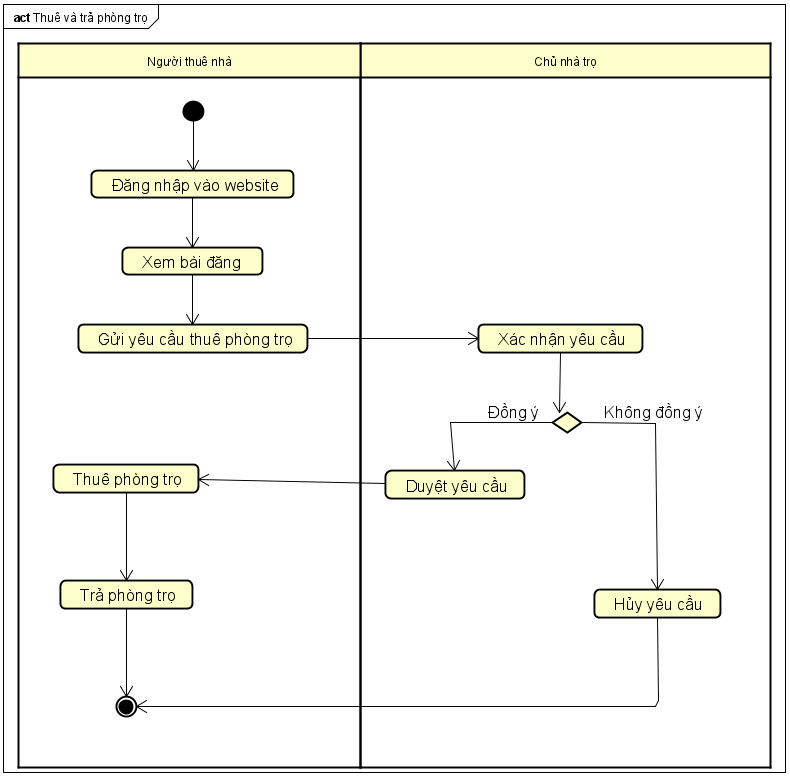 act Thuê và trả phòng trọ
Người thuê nhà
Chủ nhà trọ
Đăng nhập vào website
Xem bài đăng
Gửi yêu cầu thuê phòng trọ
Xác nhận yêu cầu
Đồng ý
Không đồng ý
Thuê phòng trọ
Duyệt yêu cầu
Trả phòng trọ
Hủy yêu cầu